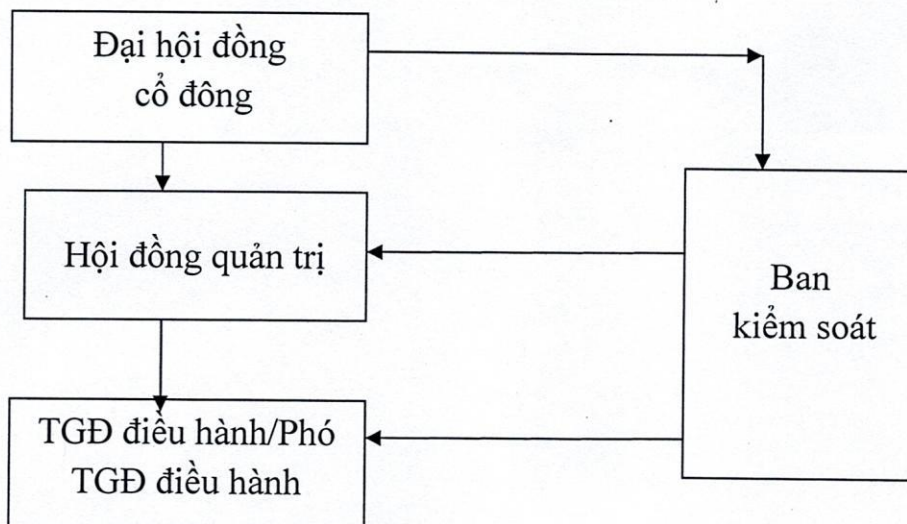 Đại hội đồng
cổ đông
Hội đồng quản trị
Ban
kiểm soát
TGĐ điều hành/Phó
TGĐ điều hành